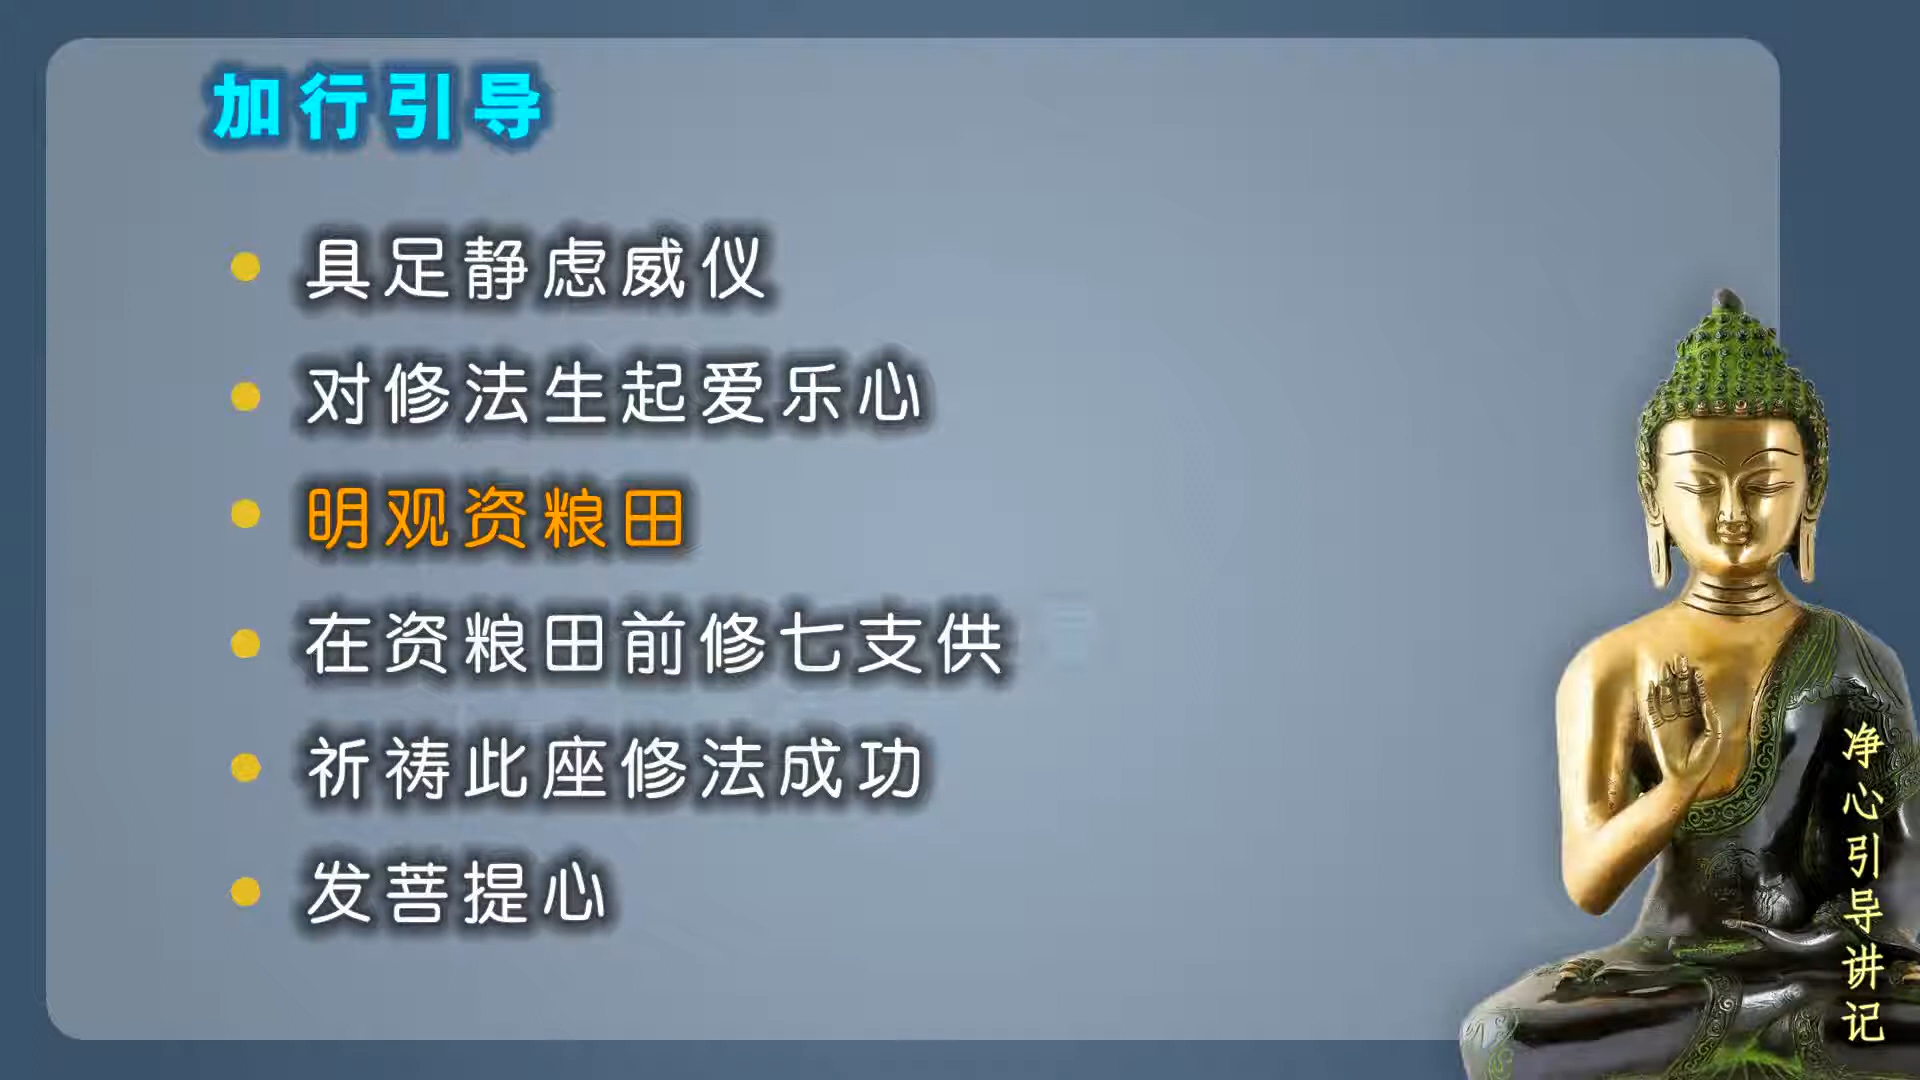 加行引导
具足静虑威仪
对修法生起爱乐心
明观资粮田
在资粮田前修七支供
祈祷此座修法成功
发菩提心
净心引导讲记